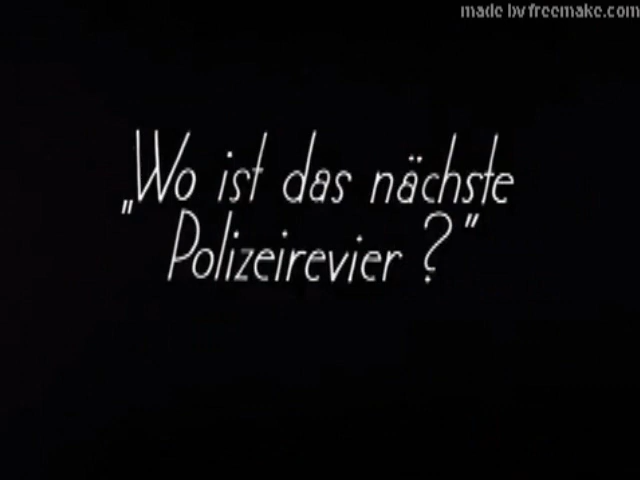 made by freemake.com
„Wo ist das nächste
Polizeirevier ?"